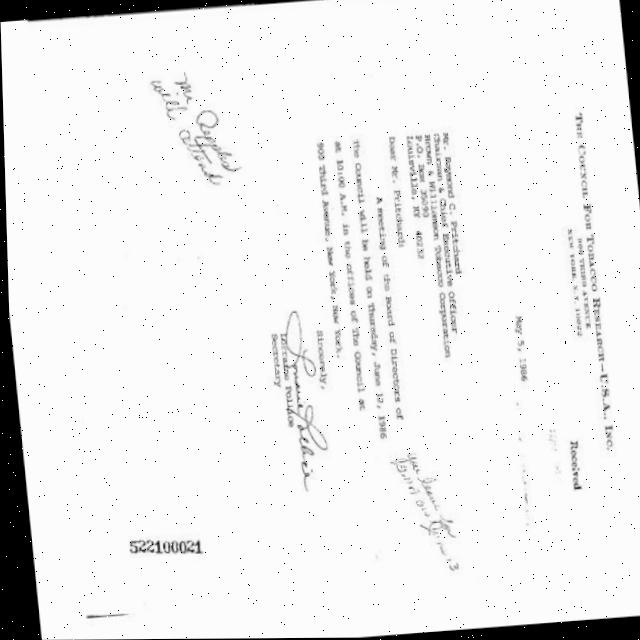 THE COUNCIL FOR TOBACCO RESEARCH-U.S.A., INC.
900 THIRD AVENUE
NEW YORK, N.Y. 10022
Received
May 5, 1986
Mr. Raymond C. Pritchard
Chairman & Chief Executive Officer
Brown & Williamson Tobacco Corporation
P.O. Box 35090
Louisville, KY 40232
Dear Mr. Pritchard:
A meeting of the Board of Directors of
The Council will be held on Thursday, June 12, 1986
at 10:00 A.M. in the offices of The Council at
900 Third Avenue, New York, New York.
Sincerely,
Lorraine Pollice
Secretary
Mr.
will attend
522100021